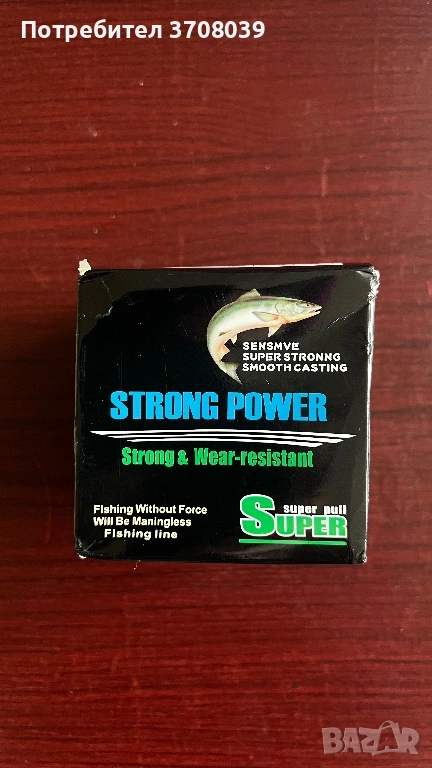 Потребител 3708039
SENSMVE
SUPER STRONNG
SMOOTH CASTING
STRONG POWER
Strong & Wear-resistant
Fishing Without Force
Will Be Maningless
Fishing line
super pull
SUPER
BAZAR